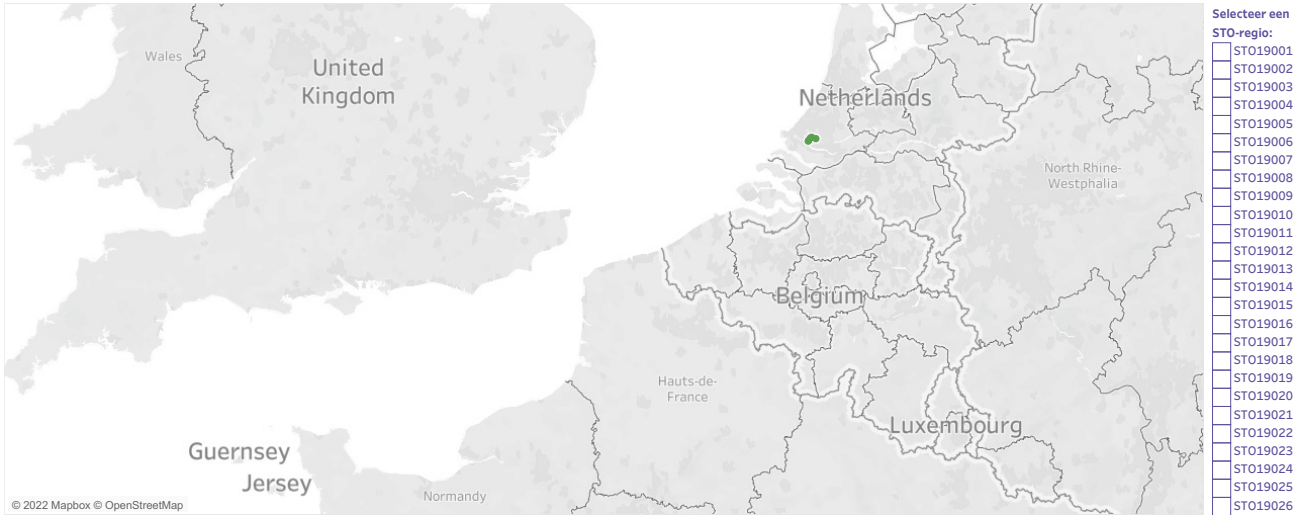 Wales
United
Kingdom
Netherlands
North Rhine-
Westphalia
Belgium
Hauts-de-
France
Luxembourg
Guernsey
Jersey
Normandy
© 2022 Mapbox © OpenStreetMap
Selecteer een
STO-regio:
STO19001
STO19002
STO19003
STO19004
STO19005
STO19006
STO19007
STO19008
STO19009
STO19010
STO19011
STO19012
STO19013
STO19014
STO19015
STO19016
STO19017
STO19018
STO19019
STO19020
STO19021
STO19022
STO19023
STO19024
STO19025
STO19026